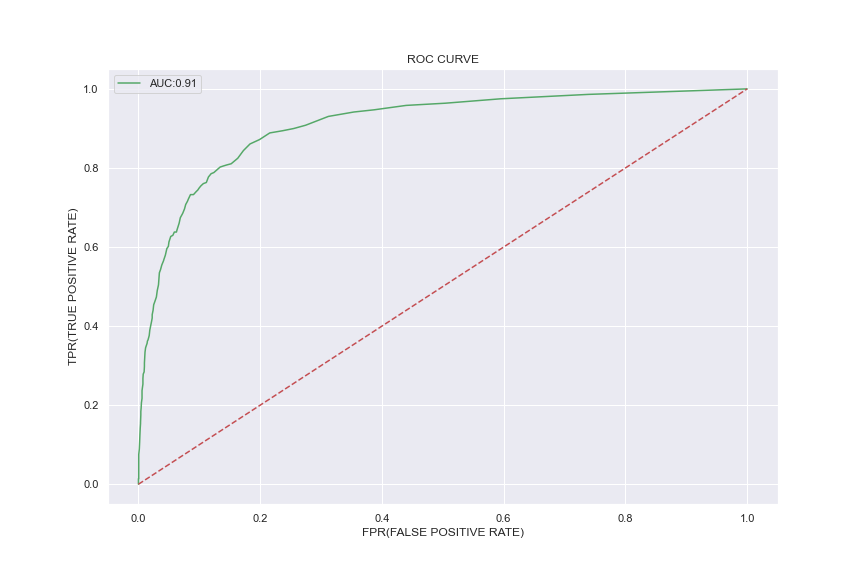 ROC CURVE
AUC:0.91
1.0
0.8
0.6
0.4
0.2
0.0
TPR(TRUE POSITIVE RATE)
0.0 0.2 0.4 0.6 0.8 1.0
FPR(FALSE POSITIVE RATE)